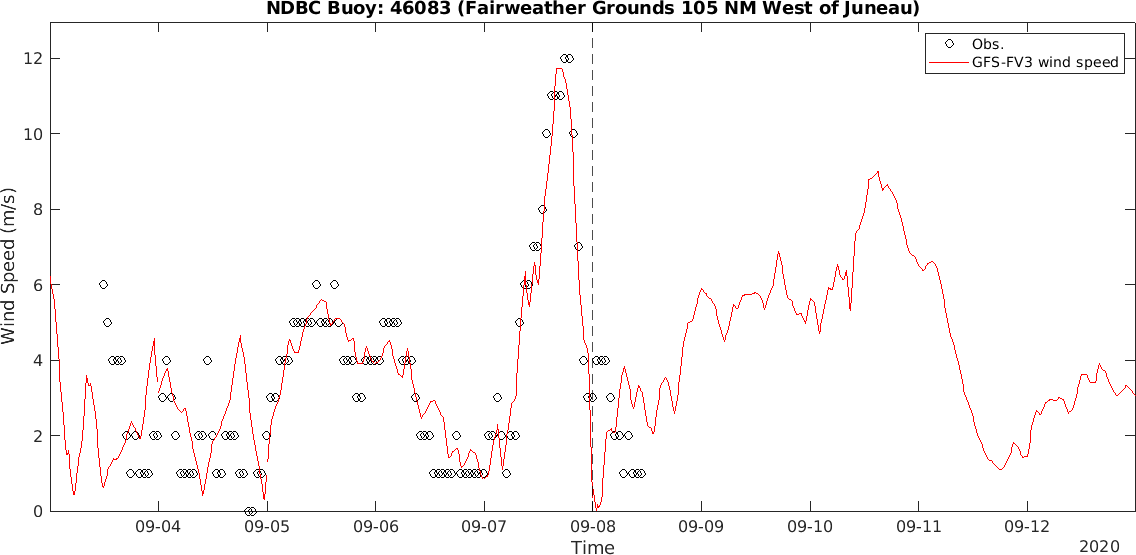 NDBC Buoy: 46083 (Fairweather Grounds 105 NM West of Juneau)
Obs.
GFS-FV3 wind speed
Wind Speed (m/s)
12
10
8
6
4
2
0
09-04 09-05 09-06 09-07 09-08 09-09 09-10 09-11 09-12
Time
2020